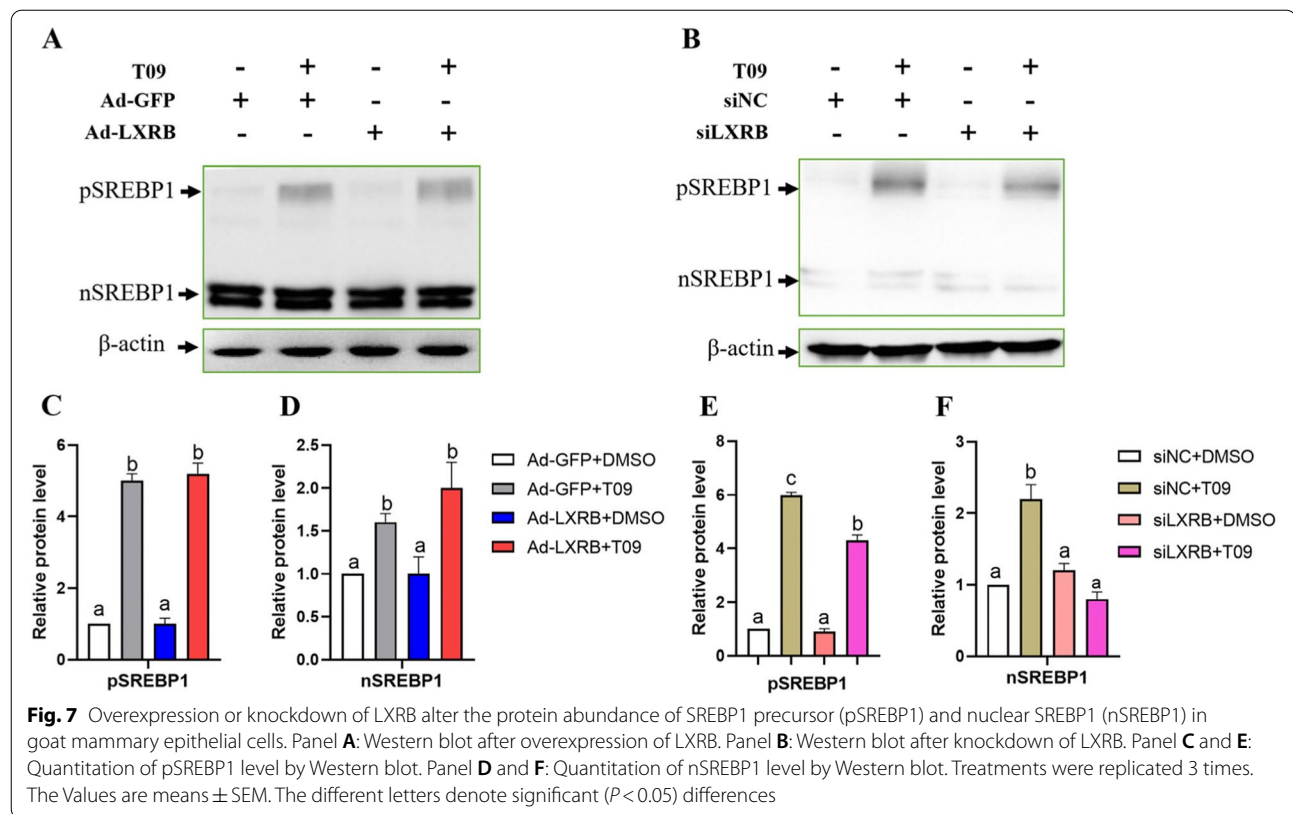 A
T09 - + - +
Ad-GFP + + - -
Ad-LXRB - - + +
pSREBP1
nSREBP1
β-actin
B
T09 - + - +
siNC + + - -
siLXRB - - + +
pSREBP1
nSREBP1
β-actin
C
Relative protein level
6
4
2
0
a
b
a
b
pSREBP1
D
Relative protein level
2.5
2.0
1.5
1.0
0.5
0.0
a
b
a
b
nSREBP1
Ad-GFP+DMSO
Ad-GFP+T09
Ad-LXRB+DMSO
Ad-LXRB+T09
E
Relative protein level
8
6
4
2
0
a
c
a
b
pSREBP1
F
Relative protein level
3
2
1
0
a
b
a
a
nSREBP1
siNC+DMSO
siNC+T09
siLXRB+DMSO
siLXRB+T09
Fig. 7 Overexpression or knockdown of LXRB alter the protein abundance of SREBP1 precursor (pSREBP1) and nuclear SREBP1 (nSREBP1) in
goat mammary epithelial cells. Panel A: Western blot after overexpression of LXRB. Panel B: Western blot after knockdown of LXRB. Panel C and E:
Quantitation of pSREBP1 level by Western blot. Panel D and F: Quantitation of nSREBP1 level by Western blot. Treatments were replicated 3 times.
The Values are means ± SEM. The different letters denote significant (P < 0.05) differences